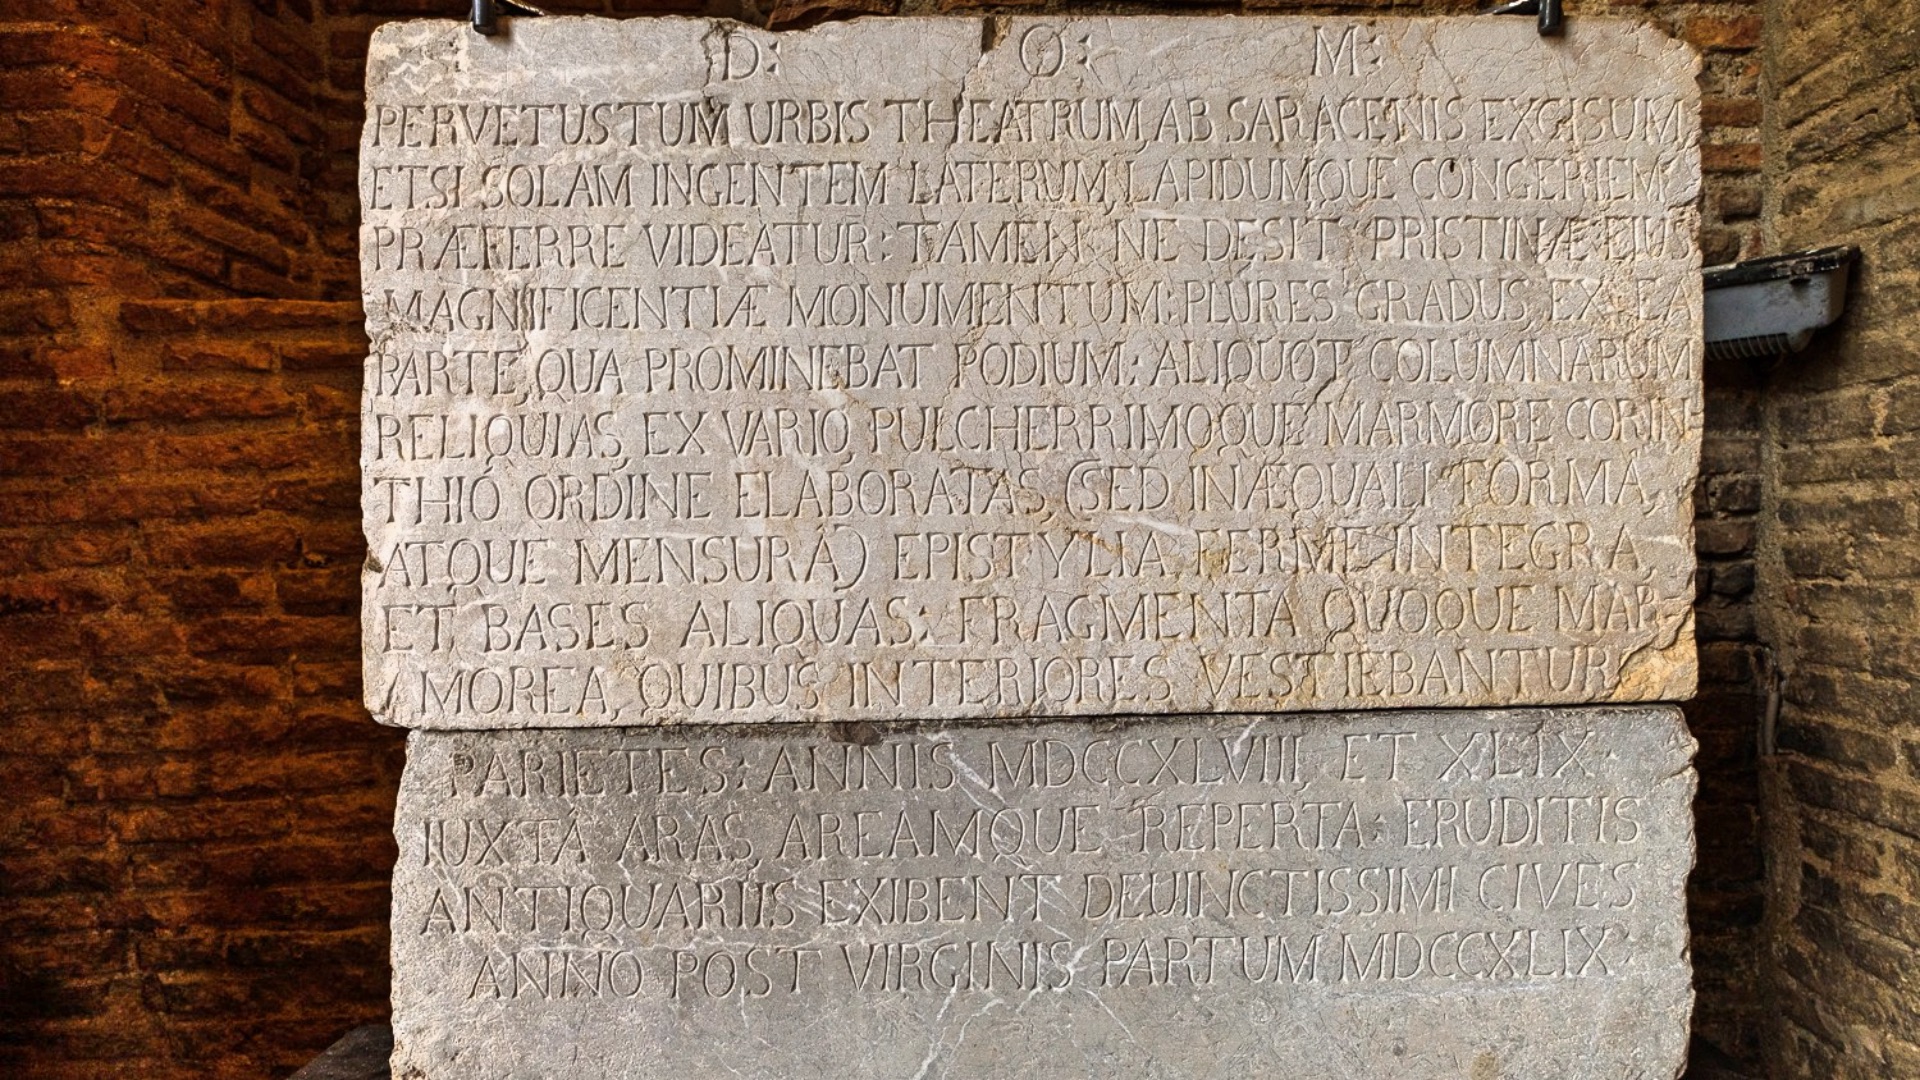 D: O: M:
PERVETUSTUM URBIS THEATRUM, AB SARACENIS EXCISUM,
ETSI SOLAM INGENTEM LATERUM, LAPIDUMQUE CONGERIEM
PRÆFERRE VIDEATUR: TAMEN NE DESIT PRISTINÆ EIUS
MAGNIFICENTIÆ MONUMENTUM: PLURES GRADUS, EX EA
PARTE, QUA PROMINEBAT PODIUM: ALIQUOT COLUMNARUM
RELIQUIAS, EX VARIO, PULCHERRIMOQUE MARMORE CORIN-
THIO ORDINE ELABORATAS, (SED INÆQUALI FORMA,
ATQUE MENSURA) EPISTYLIA FERME INTEGRA,
ET BASES ALIQUAS: FRAGMENTA QUOQUE MAR-
MOREA, QUIBUS INTERIORES VESTIEBANTUR
PARIETES: ANNIS MDCCXLVIII, ET XLIX·
IUXTA ARAS, AREAMQUE REPERTA: ERUDITIS
ANTIQUARIIS EXIBENT DEUINCTISSIMI CIVES
ANNO POST VIRGINIS PARTUM MDCCXLIX·